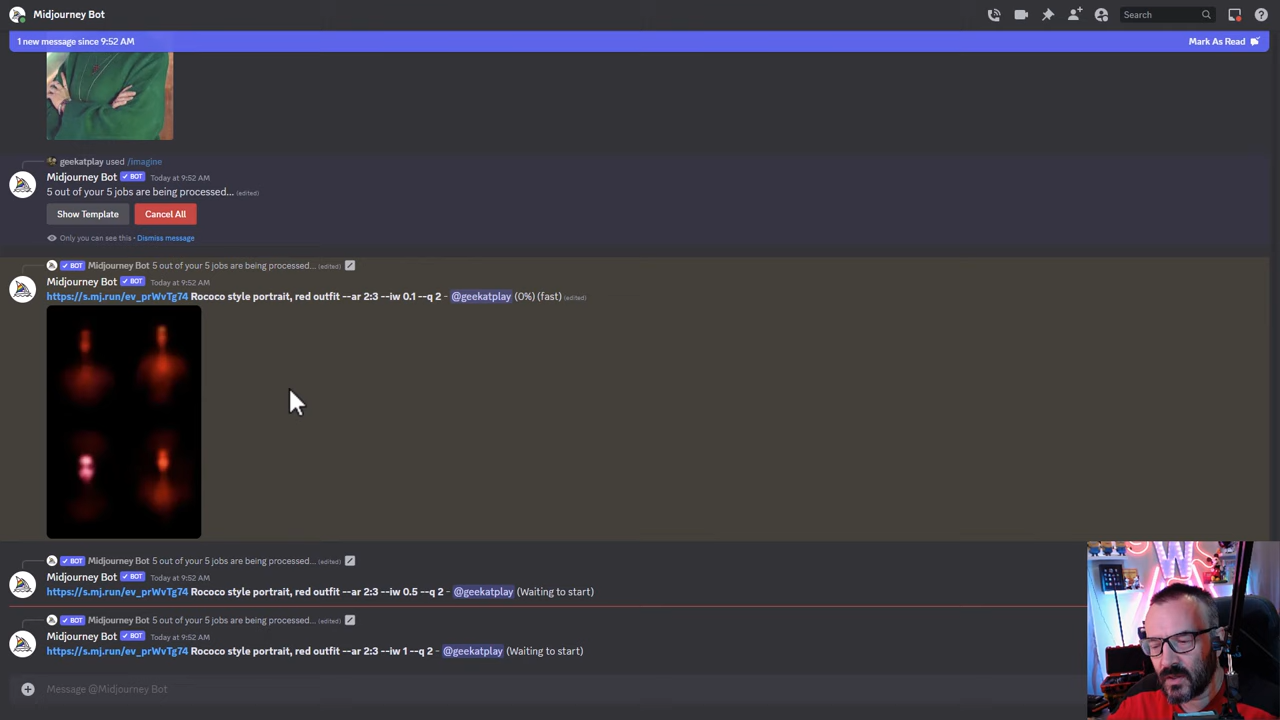 Midjourney Bot
Search
1 new message since 9:52 AM
Mark As Read
geekatplay used /imagine
Midjourney Bot BOT Today at 9:52 AM
5 out of your 5 jobs are being processed... (edited)
Show Template
Cancel All
Only you can see this • Dismiss message
BOT Midjourney Bot 5 out of your 5 jobs are being processed... (edited)
Midjourney Bot BOT Today at 9:52 AM
https://s.mj.run/ev_prWvTg74 Rococo style portrait, red outfit --ar 2:3 --iw 0.1 --q 2 - @geekatplay (0%) (fast) (edited)
BOT Midjourney Bot 5 out of your 5 jobs are being processed... (edited)
Midjourney Bot BOT Today at 9:52 AM
https://s.mj.run/ev_prWvTg74 Rococo style portrait, red outfit --ar 2:3 --iw 0.5 --q 2 - @geekatplay (Waiting to start)
BOT Midjourney Bot 5 out of your 5 jobs are being processed... (edited)
Midjourney Bot BOT Today at 9:52 AM
https://s.mj.run/ev_prWvTg74 Rococo style portrait, red outfit --ar 2:3 --iw 1 --q 2 - @geekatplay (Waiting to start)
Message @Midjourney Bot